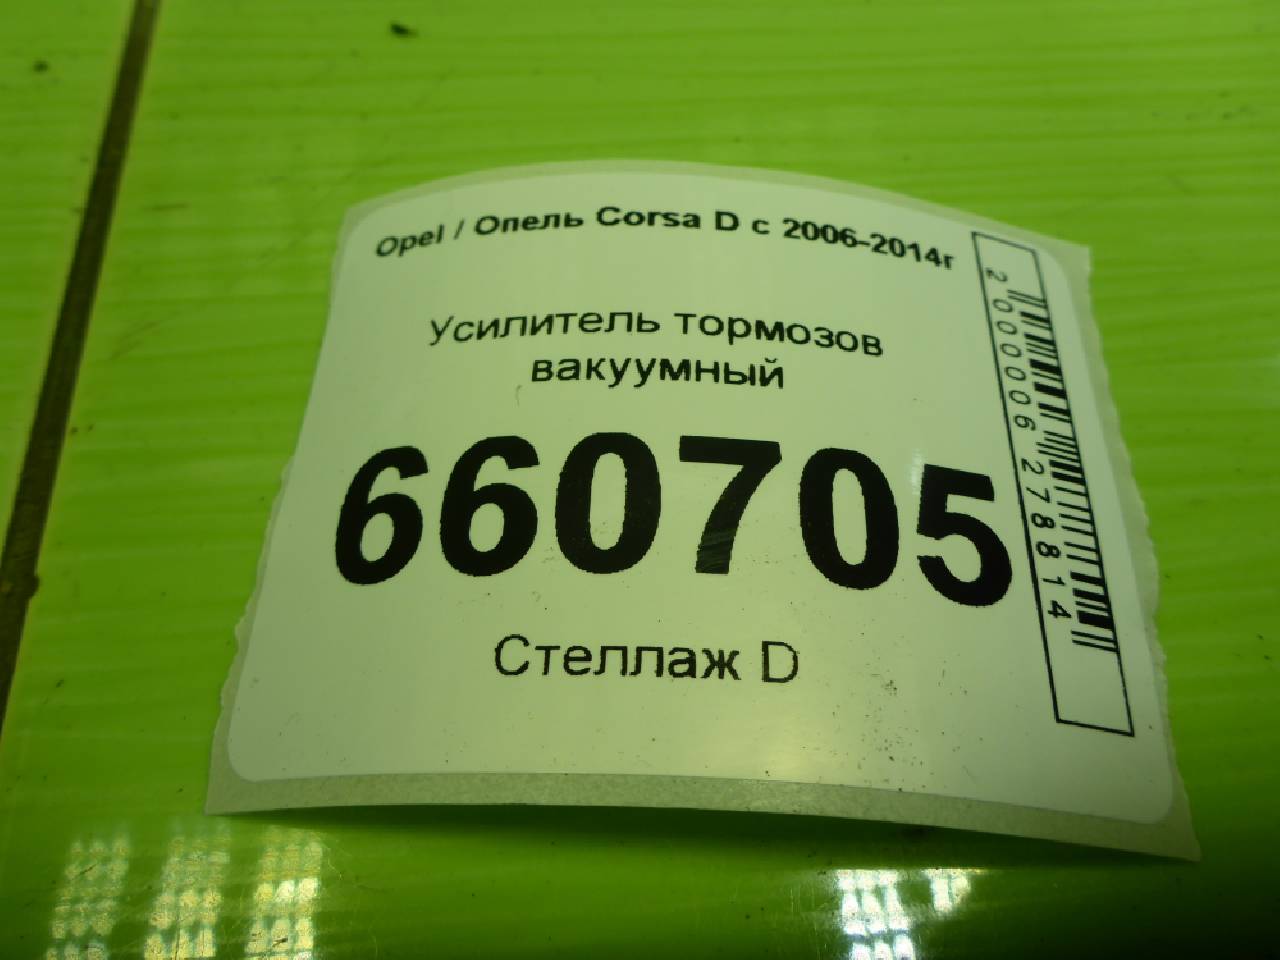 Opel / Опель Corsa D с 2006-2014г
Усилитель тормозов
вакуумный
660705
Стеллаж D
2000006278814